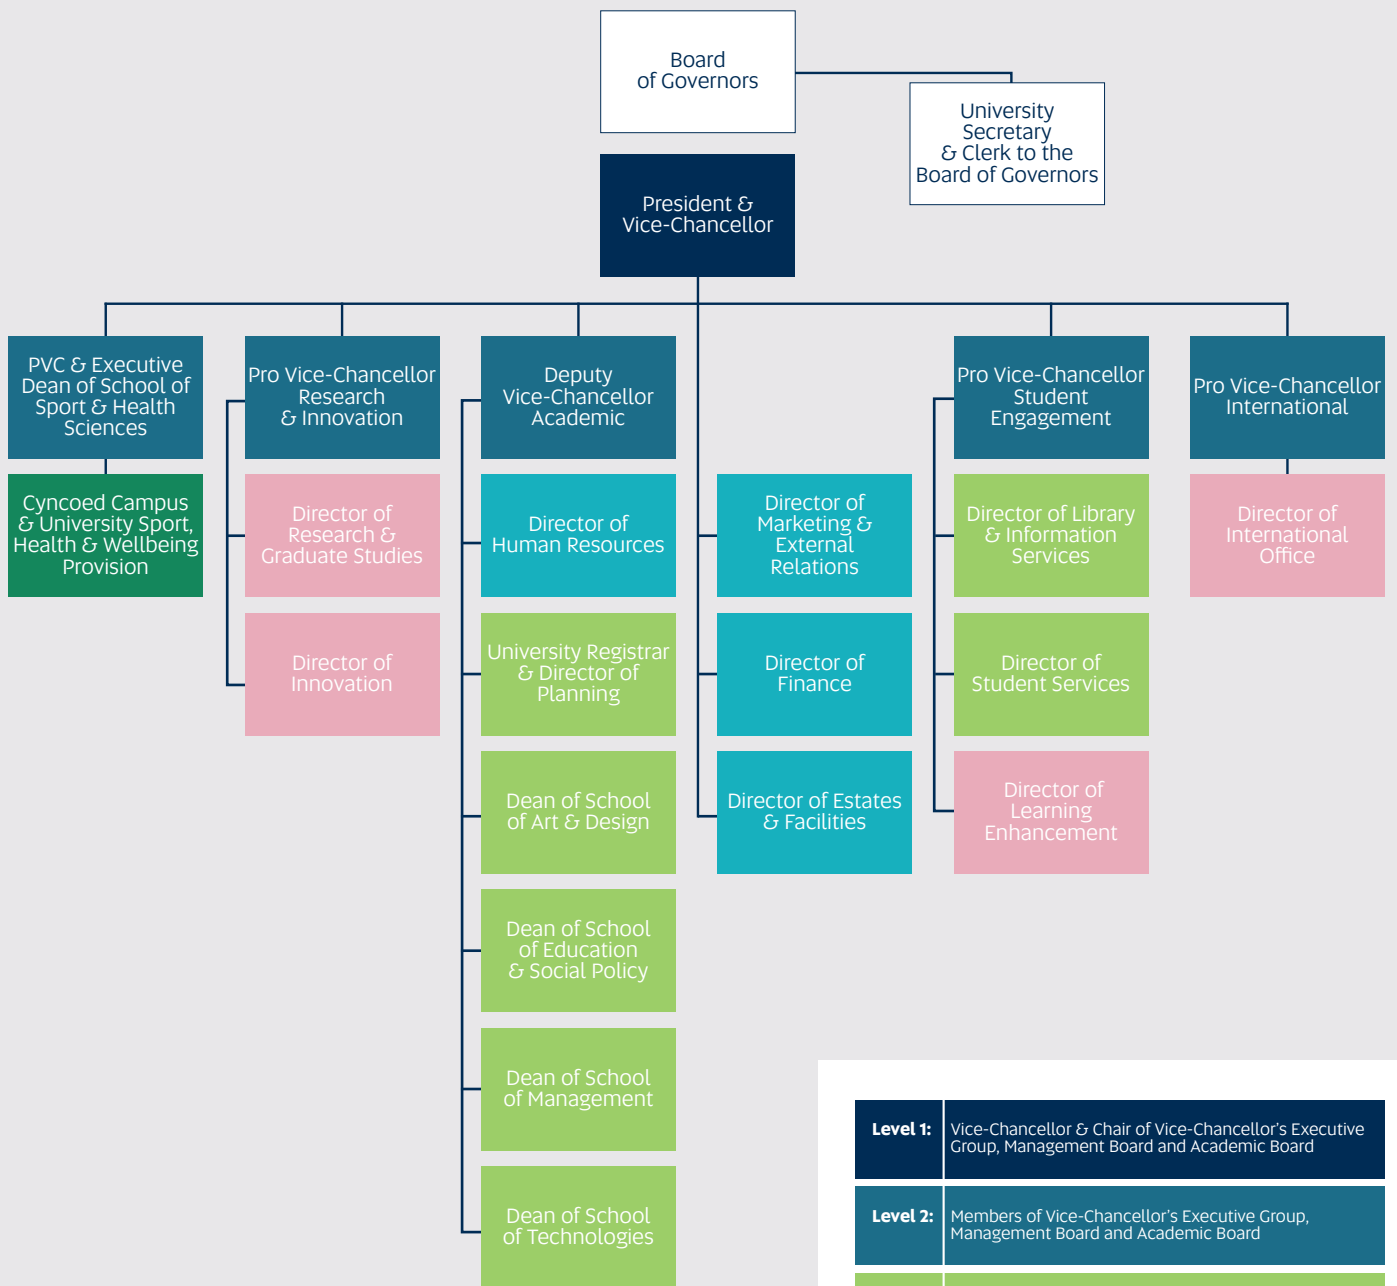 Board
of Governors
University
Secretary
& Clerk to the
Board of Governors
President &
Vice-Chancellor
PVC & Executive
Dean of School of
Sport & Health
Sciences
Pro Vice-Chancellor
Research
& Innovation
Deputy
Vice-Chancellor
Academic
Pro Vice-Chancellor
Student
Engagement
Pro Vice-Chancellor
International
Cyncoed Campus
& University Sport,
Health & Wellbeing
Provision
Director of
Research &
Graduate Studies
Director of
Human Resources
Director of
Marketing &
External
Relations
Director of Library
& Information
Services
Director of
International
Office
Director of
Innovation
University Registrar
& Director of
Planning
Director of
Finance
Director of
Student Services
Dean of School
of Art & Design
Director of Estates
& Facilities
Director of
Learning
Enhancement
Dean of School
of Education
& Social Policy
Dean of School
of Management
Dean of School
of Technologies
Level 1: Vice-Chancellor & Chair of Vice-Chancellor's Executive
Group, Management Board and Academic Board
Level 2: Members of Vice-Chancellor's Executive Group,
Management Board and Academic Board